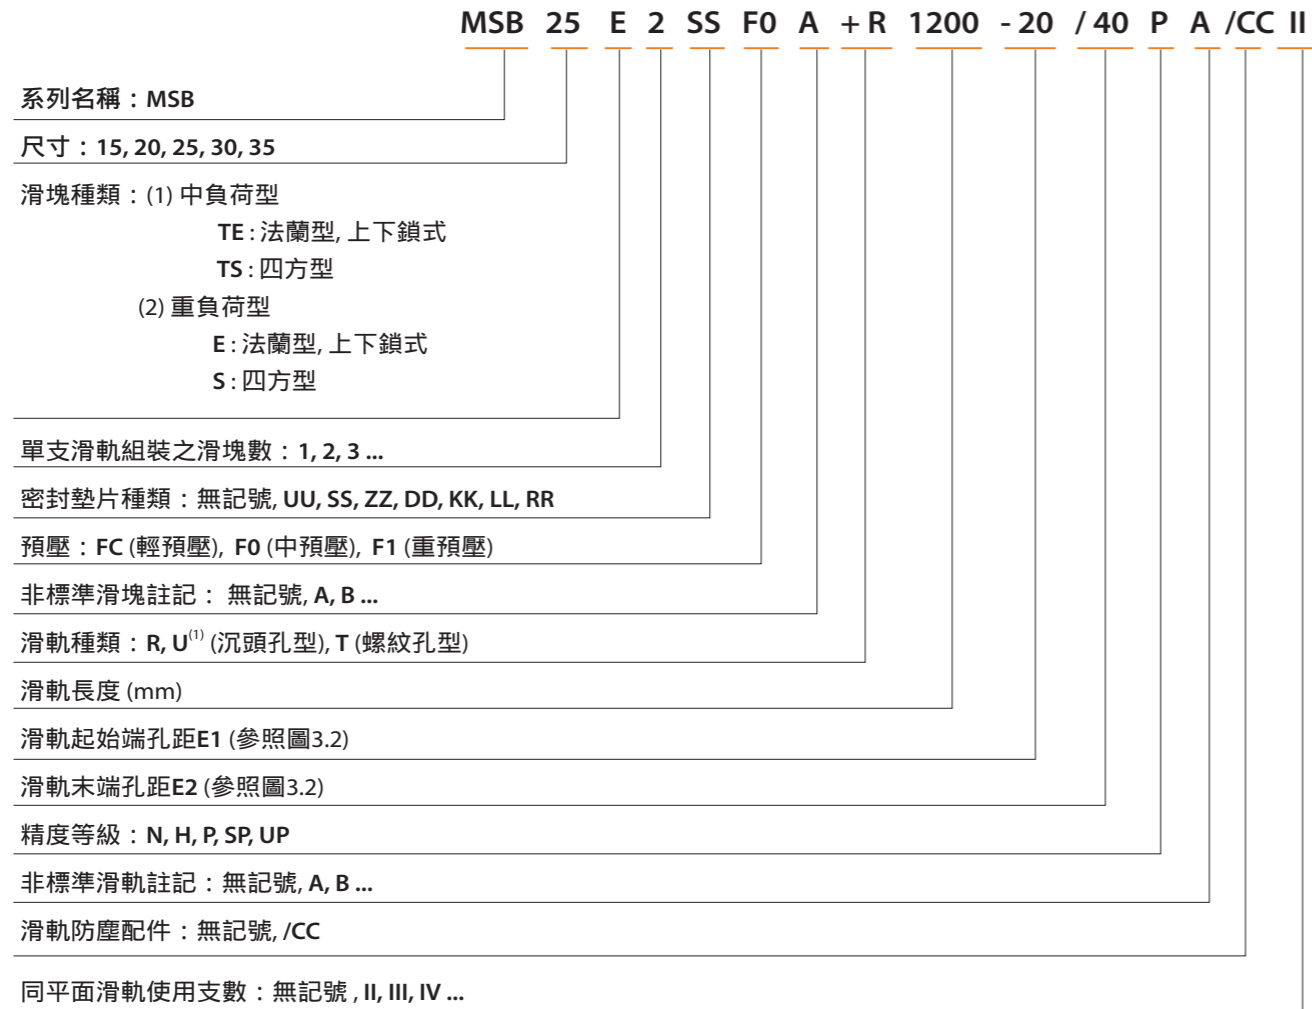 MSB 25 E 2 SS F0 A + R 1200 - 20 / 40 P A /CC II
系列名稱：MSB
尺寸：15, 20, 25, 30, 35
滑塊種類：(1) 中負荷型
TE : 法蘭型, 上下鎖式
TS : 四方型
(2) 重負荷型
E : 法蘭型, 上下鎖式
S : 四方型
單支滑軌組裝之滑塊數：1, 2, 3 ...
密封墊片種類：無記號, UU, SS, ZZ, DD, KK, LL, RR
預壓：FC (輕預壓), F0 (中預壓), F1 (重預壓)
非標準滑塊註記： 無記號, A, B ...
滑軌種類：R, U⁽¹⁾ (沉頭孔型), T (螺紋孔型)
滑軌長度 (mm)
滑軌起始端孔距E1 (參照圖3.2)
滑軌末端孔距E2 (參照圖3.2)
精度等級：N, H, P, SP, UP
非標準滑軌註記：無記號, A, B ...
滑軌防塵配件：無記號, /CC
同平面滑軌使用支數：無記號 , II, III, IV ...